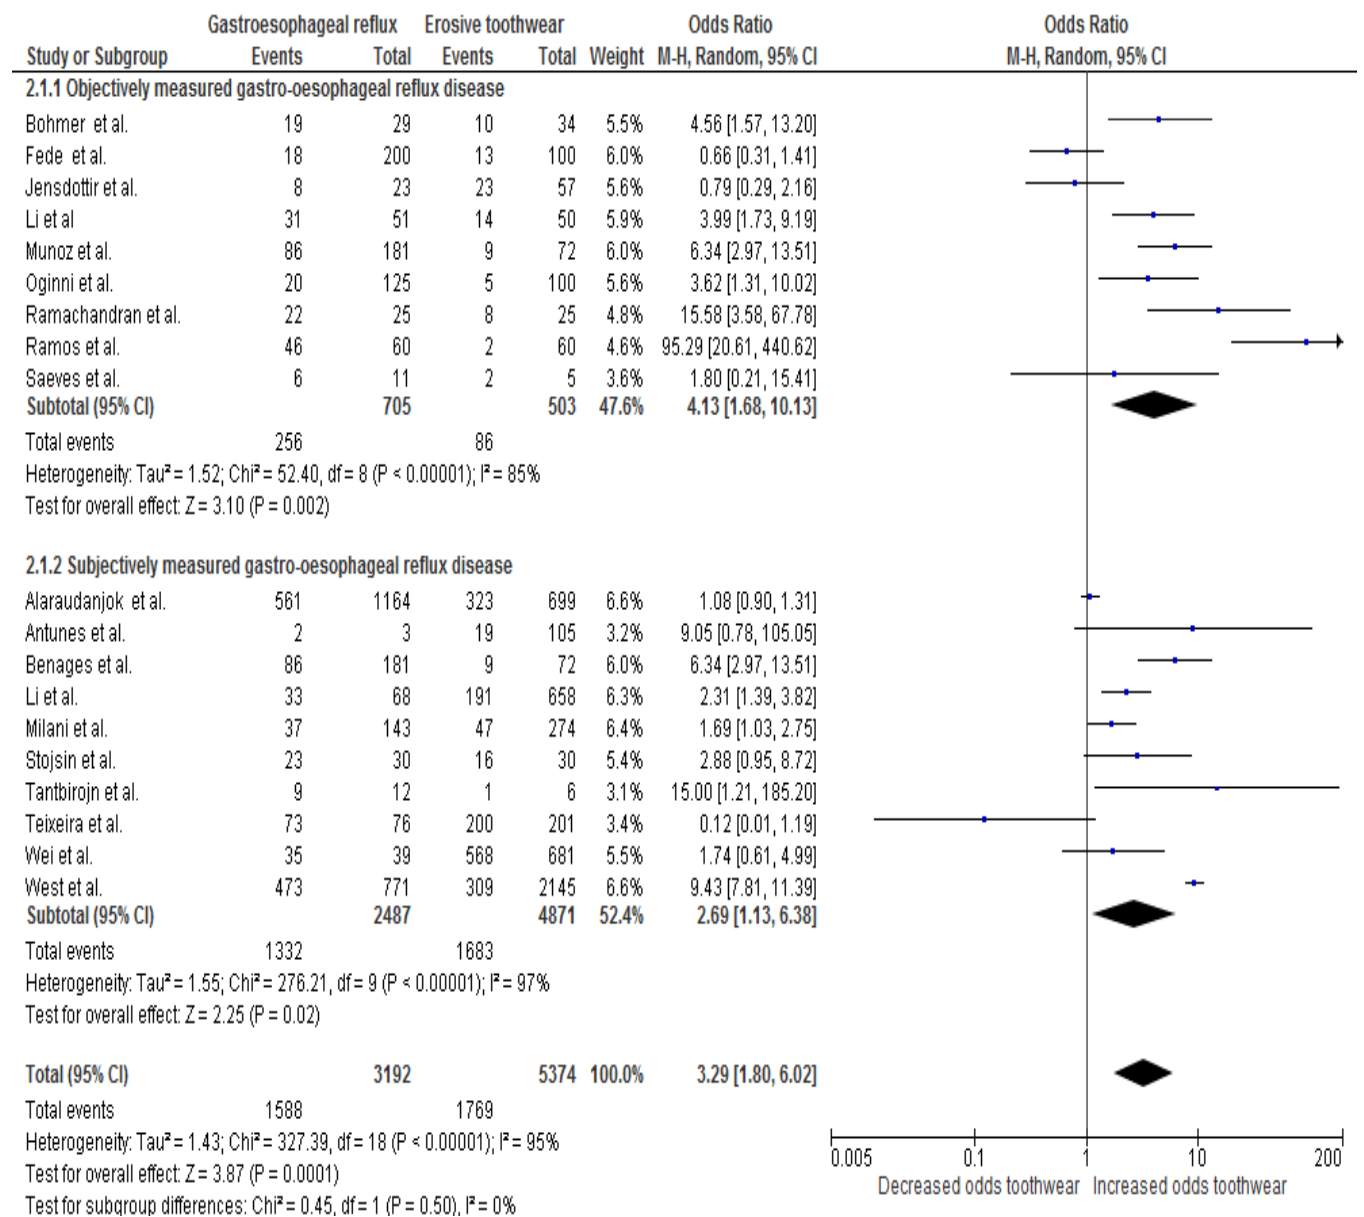 Gastroesophageal reflux Erosive toothwear Odds Ratio Odds Ratio
Study or Subgroup Events Total Events Total Weight M-H, Random, 95% CI M-H, Random, 95% CI
2.1.1 Objectively measured gastro-oesophageal reflux disease
Bohmer et al. 19 29 10 34 5.5% 4.56 [1.57, 13.20]
Fede et al. 18 200 13 100 6.0% 0.66 [0.31, 1.41]
Jensdottir et al. 8 23 23 57 5.6% 0.79 [0.29, 2.16]
Li et al 31 51 14 50 5.9% 3.99 [1.73, 9.19]
Munoz et al. 86 181 9 72 6.0% 6.34 [2.97, 13.51]
Oginni et al. 20 125 5 100 5.6% 3.62 [1.31, 10.02]
Ramachandran et al. 22 25 8 25 4.8% 15.58 [3.58, 67.78]
Ramos et al. 46 60 2 60 4.6% 95.29 [20.61, 440.62]
Saeves et al. 6 11 2 5 3.6% 1.80 [0.21, 15.41]
Subtotal (95% CI) 705 503 47.6% 4.13 [1.68, 10.13]
Total events 256 86
Heterogeneity: Tau² = 1.52; Chi² = 52.40, df = 8 (P < 0.00001); I² = 85%
Test for overall effect: Z = 3.10 (P = 0.002)
2.1.2 Subjectively measured gastro-oesophageal reflux disease
Alaraudanjok et al. 561 1164 323 699 6.6% 1.08 [0.90, 1.31]
Antunes et al. 2 3 19 105 3.2% 9.05 [0.78, 105.05]
Benages et al. 86 181 9 72 6.0% 6.34 [2.97, 13.51]
Li et al. 33 68 191 658 6.3% 2.31 [1.39, 3.82]
Milani et al. 37 143 47 274 6.4% 1.69 [1.03, 2.75]
Stojsin et al. 23 30 16 30 5.4% 2.88 [0.95, 8.72]
Tantbirojn et al. 9 12 1 6 3.1% 15.00 [1.21, 185.20]
Teixeira et al. 73 76 200 201 3.4% 0.12 [0.01, 1.19]
Wei et al. 35 39 568 681 5.5% 1.74 [0.61, 4.99]
West et al. 473 771 309 2145 6.6% 9.43 [7.81, 11.39]
Subtotal (95% CI) 2487 4871 52.4% 2.69 [1.13, 6.38]
Total events 1332 1683
Heterogeneity: Tau² = 1.55; Chi² = 276.21, df = 9 (P < 0.00001); I² = 97%
Test for overall effect: Z = 2.25 (P = 0.02)
Total (95% CI) 3192 5374 100.0% 3.29 [1.80, 6.02]
Total events 1588 1769
Heterogeneity: Tau² = 1.43; Chi² = 327.39, df = 18 (P < 0.00001); I² = 95%
Test for overall effect: Z = 3.87 (P = 0.0001)
Test for subgroup differences: Chi² = 0.45, df = 1 (P = 0.50), I² = 0%
0.005 0.1 1 10 200
Decreased odds toothwear Increased odds toothwear